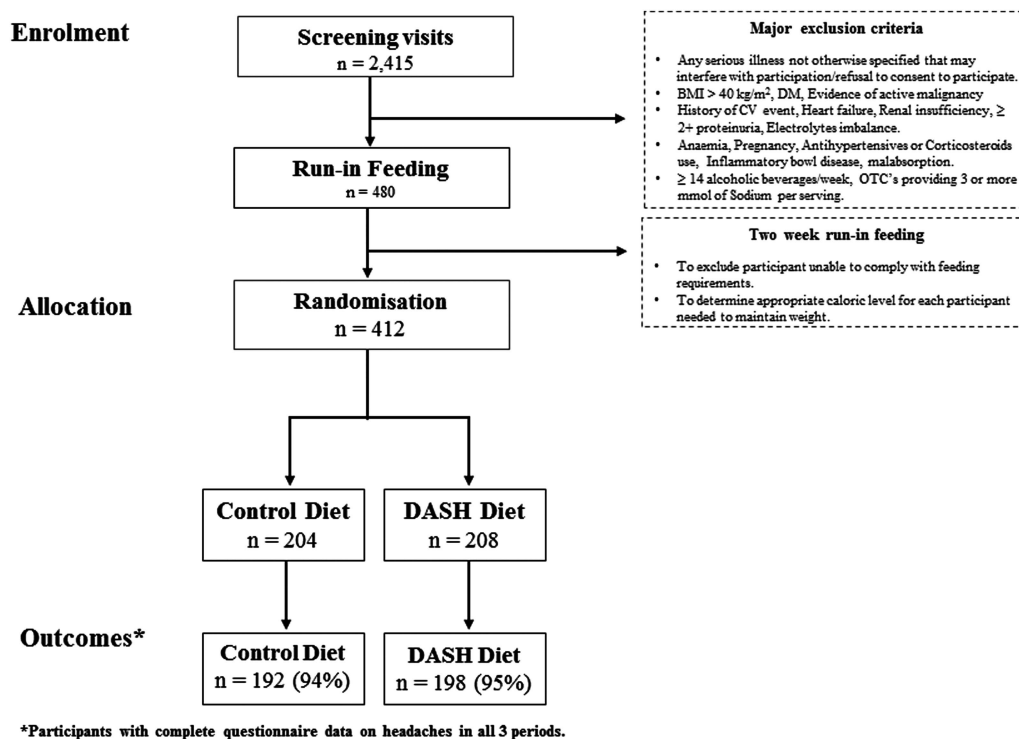 Enrolment
Screening visits
n = 2,415
Major exclusion criteria
• Any serious illness not otherwise specified that may
interfere with participation/refusal to consent to participate.
• BMI > 40 kg/m², DM, Evidence of active malignancy
• History of CV event, Heart failure, Renal insufficiency, ≥
2+ proteinuria, Electrolytes imbalance.
• Anaemia, Pregnancy, Antihypertensives or Corticosteroids
use, Inflammatory bowel disease, malabsorption.
• ≥ 14 alcoholic beverages/week, OTC's providing 3 or more
mmol of Sodium per serving.
Run-in Feeding
n = 480
Two week run-in feeding
• To exclude participant unable to comply with feeding
requirements.
• To determine appropriate caloric level for each participant
needed to maintain weight.
Allocation
Randomisation
n = 412
Control Diet
n = 204
DASH Diet
n = 208
Outcomes*
Control Diet
n = 192 (94%)
DASH Diet
n = 198 (95%)
*Participants with complete questionnaire data on headaches in all 3 periods.